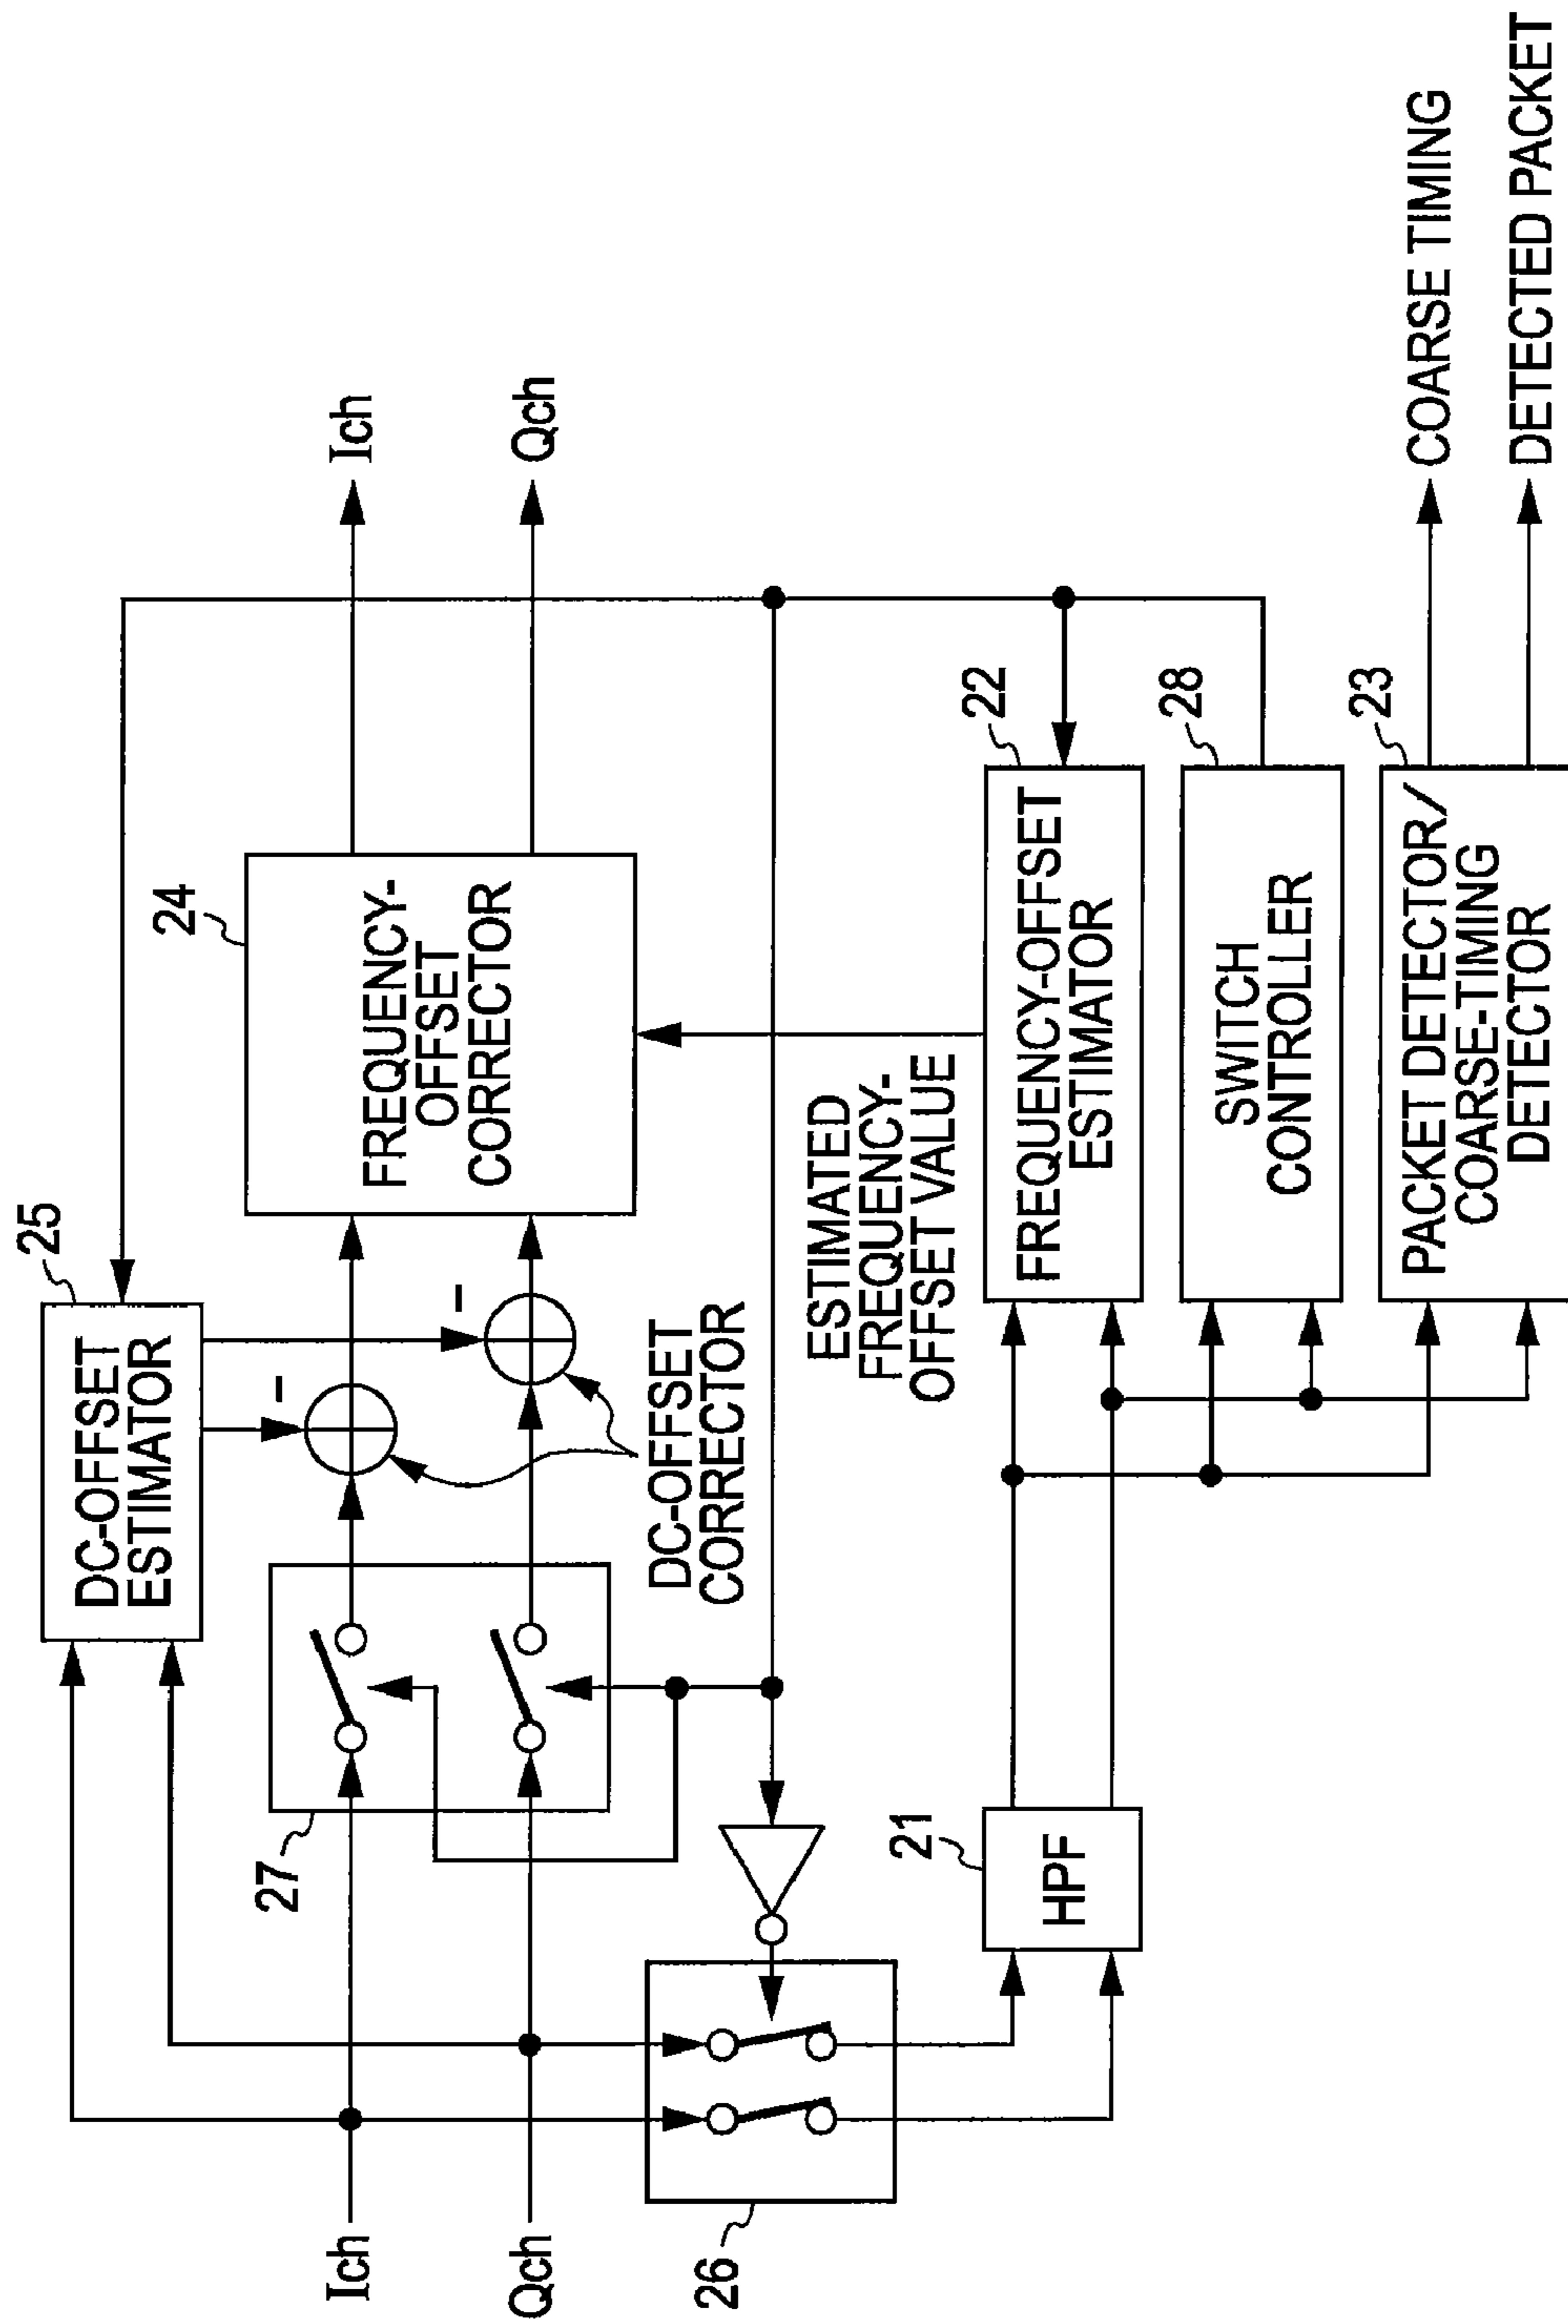 25
DC-OFFSET
ESTIMATOR
24
FREQUENCY-
OFFSET
CORRECTOR
Ich
Qch
27
Ich
Qch
DC-OFFSET
CORRECTOR
26
ESTIMATED
FREQUENCY-
OFFSET VALUE
21
HPF
22
FREQUENCY-OFFSET
ESTIMATOR
28
SWITCH
CONTROLLER
23
PACKET DETECTOR/
COARSE-TIMING
DETECTOR
COARSE TIMING
DETECTED PACKET